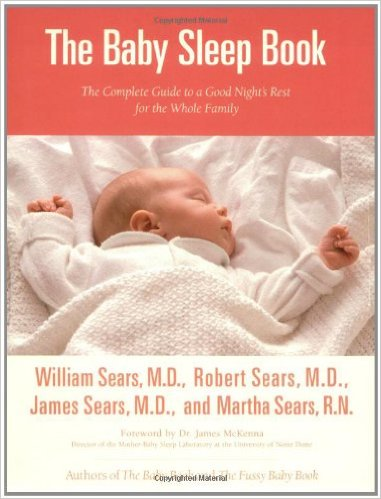 Copyrighted Material
The Baby Sleep Book
The Complete Guide to a Good Night's Rest
for the Whole Family
William Sears, M.D., Robert Sears, M.D.,
James Sears, M.D., and Martha Sears, R.N.
Foreword by Dr. James McKenna
Director of the Mother-Baby Sleep Laboratory at the University of Notre Dame
Authors of The Baby Book and The Fussy Baby Book
Copyrighted Material